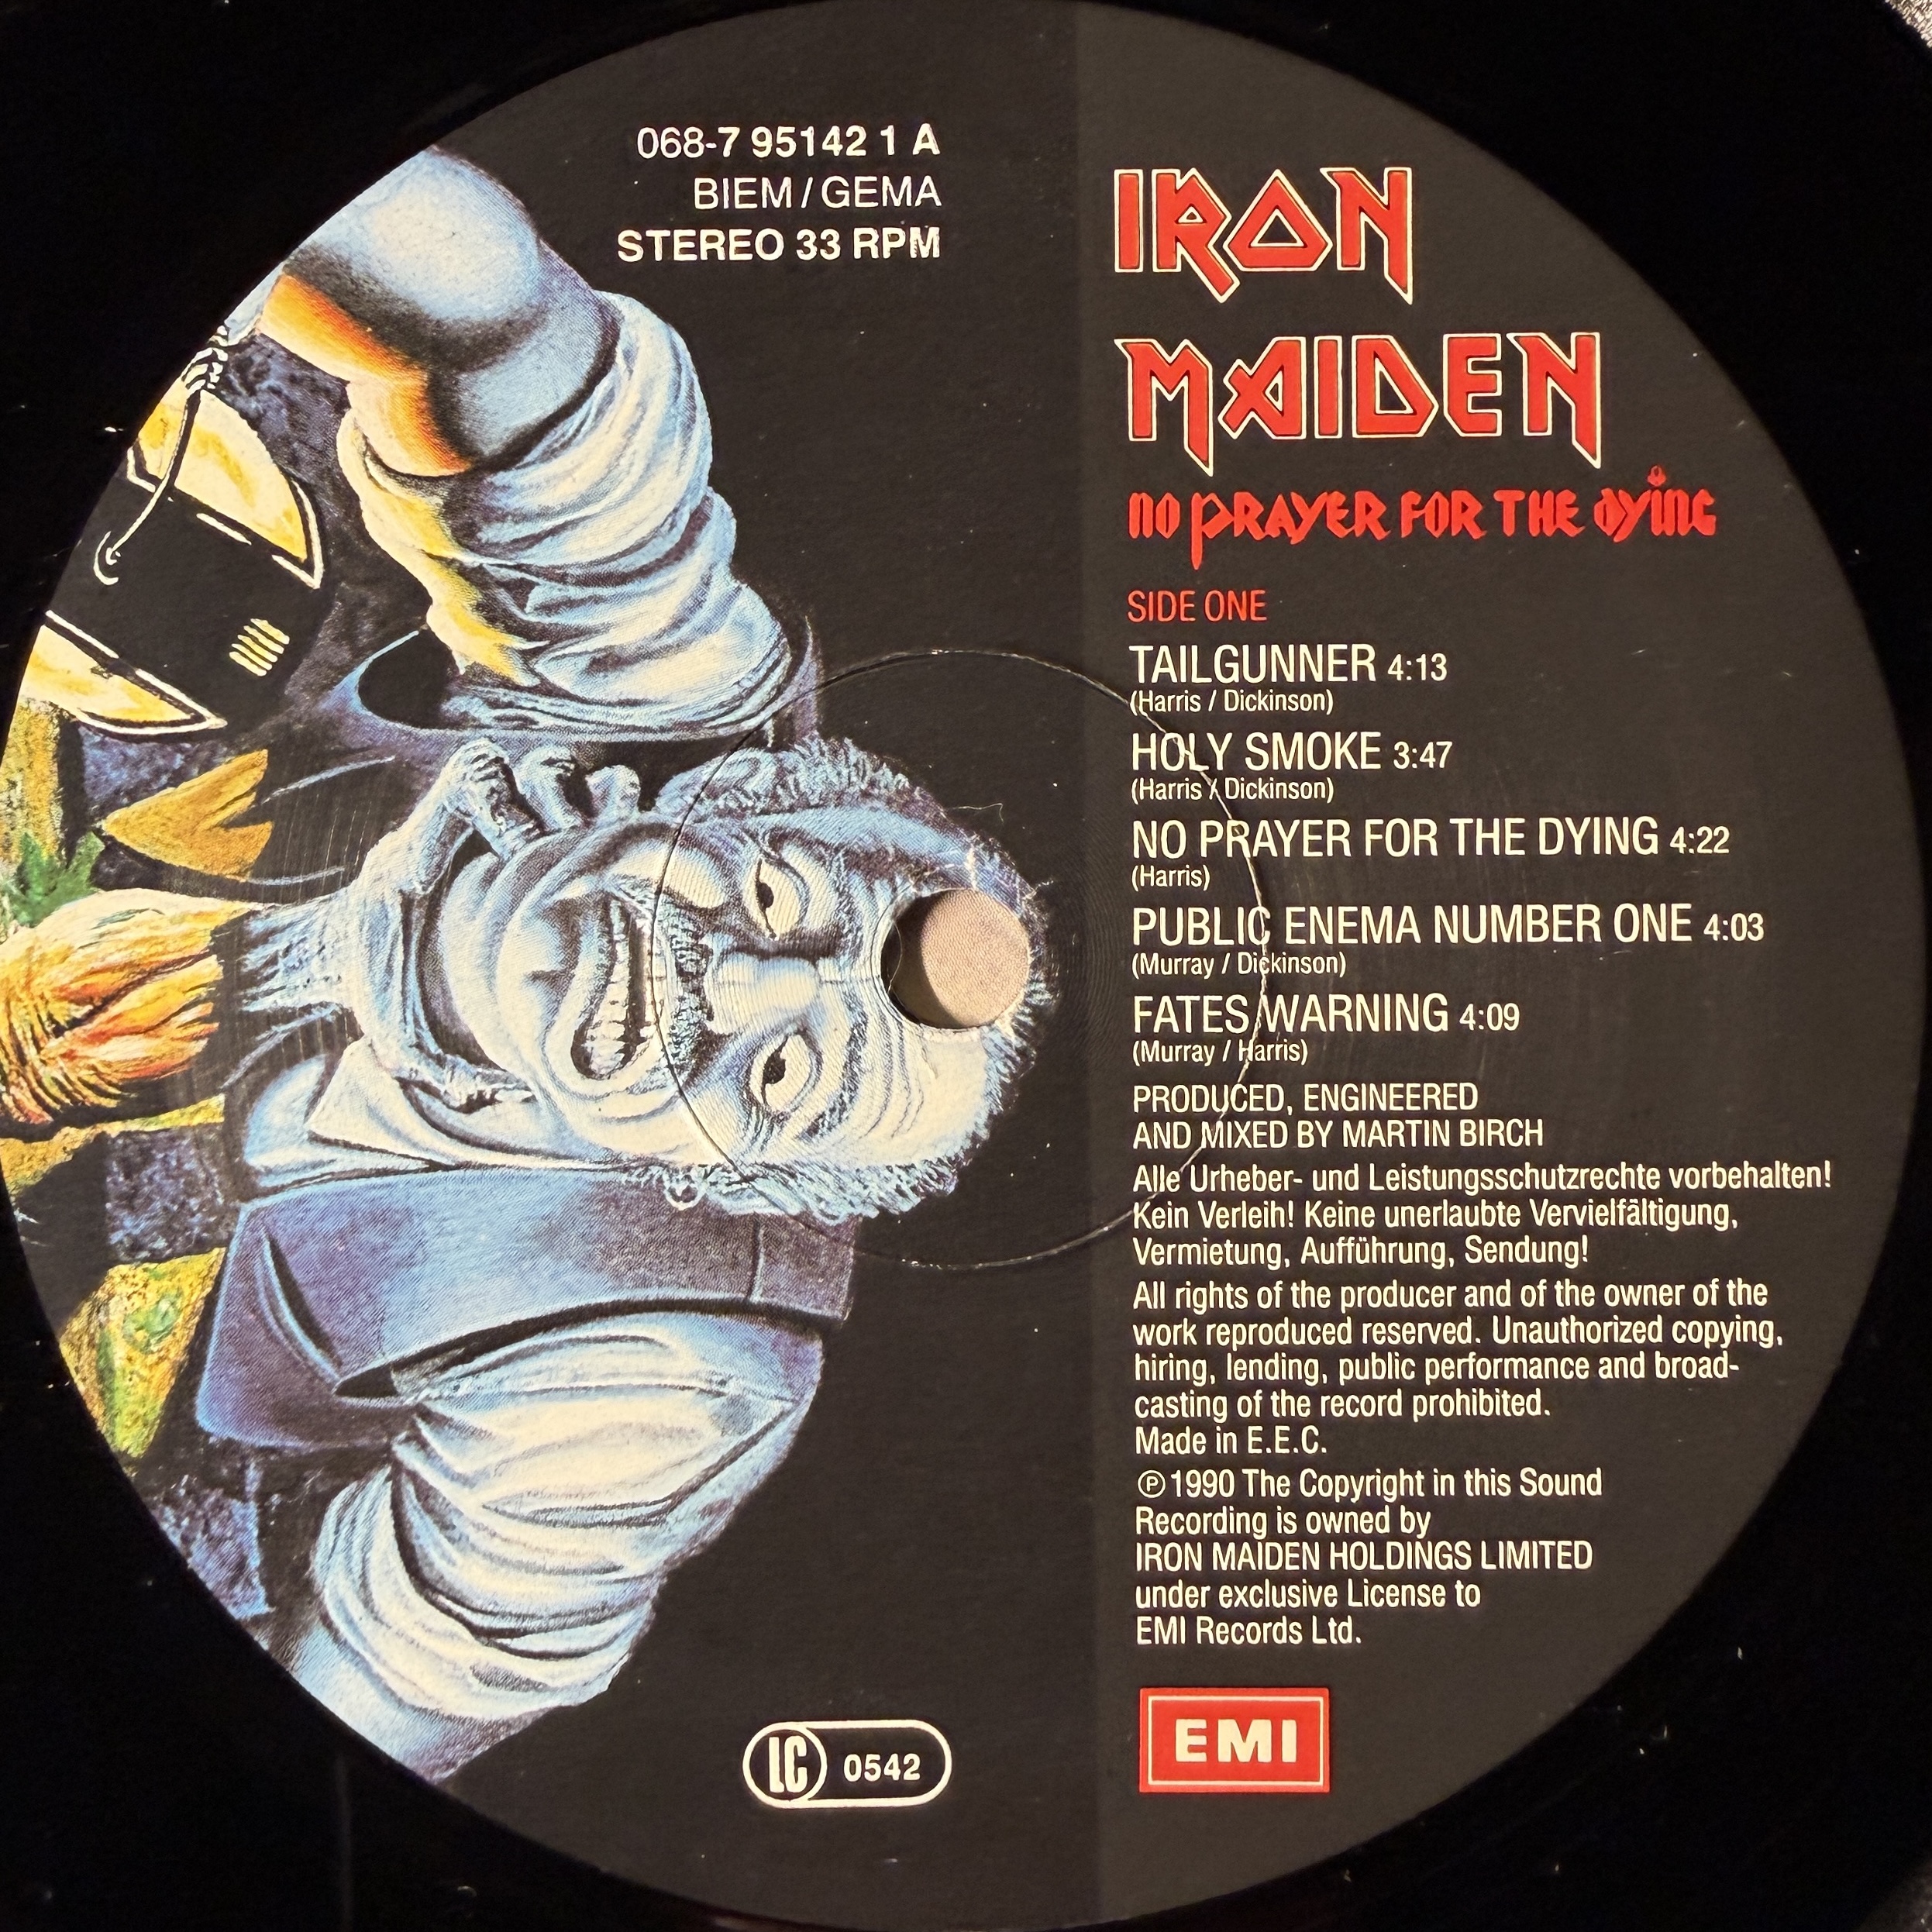 068-7 95142 1 A
BIEM / GEMA
STEREO 33 RPM
IRON
MAIDEN
NO PRAYER FOR THE DYING
SIDE ONE
TAILGUNNER 4:13
(Harris / Dickinson)
HOLY SMOKE 3:47
(Harris / Dickinson)
NO PRAYER FOR THE DYING 4:22
(Harris)
PUBLIC ENEMA NUMBER ONE 4:03
(Murray / Dickinson)
FATES WARNING 4:09
(Murray / Harris)
PRODUCED, ENGINEERED
AND MIXED BY MARTIN BIRCH
Alle Urheber- und Leistungsschutzrechte vorbehalten!
Kein Verleih! Keine unerlaubte Vervielfältigung,
Vermietung, Aufführung, Sendung!
All rights of the producer and of the owner of the
work reproduced reserved. Unauthorized copying,
hiring, lending, public performance and broad-
casting of the record prohibited.
Made in E.E.C.
℗ 1990 The Copyright in this Sound
Recording is owned by
IRON MAIDEN HOLDINGS LIMITED
under exclusive License to
EMI Records Ltd.
LC 0542
EMI